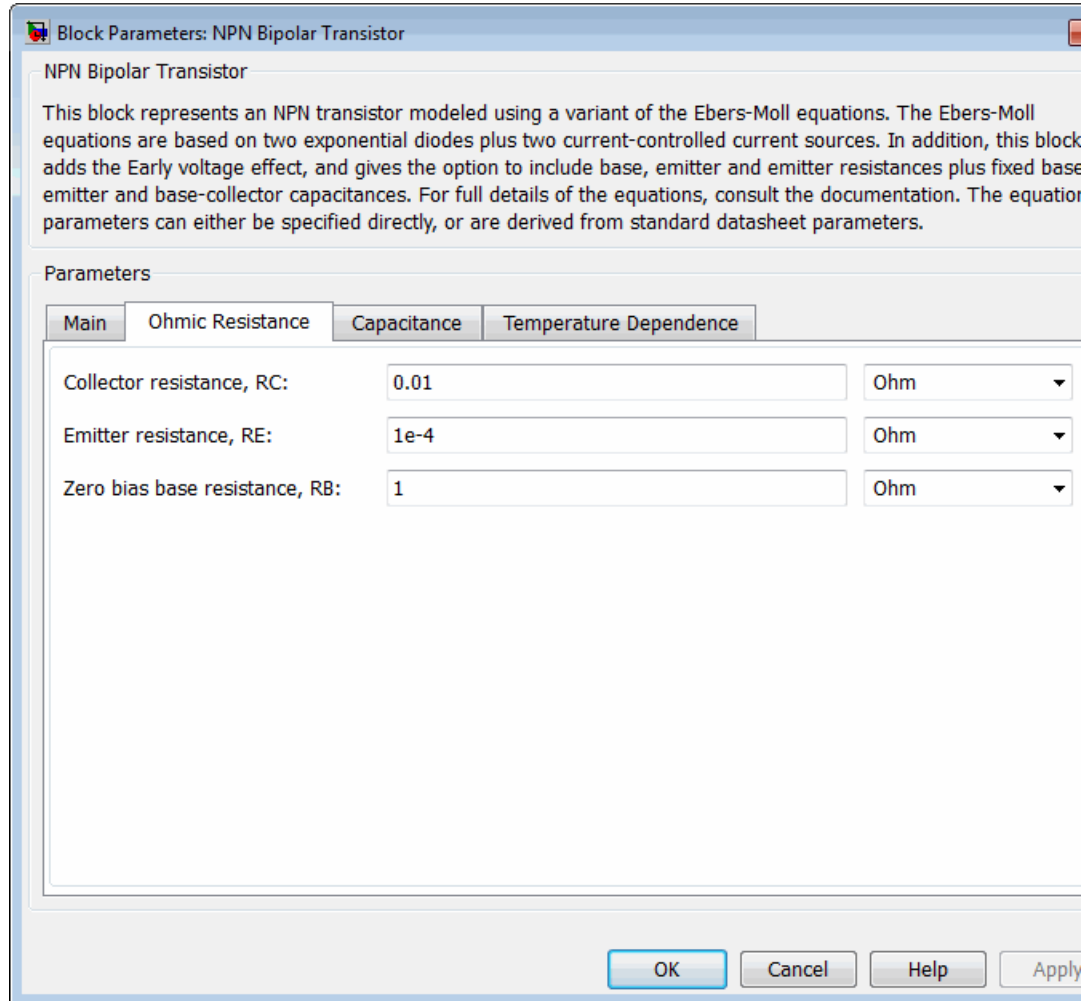 Block Parameters: NPN Bipolar Transistor
NPN Bipolar Transistor
This block represents an NPN transistor modeled using a variant of the Ebers-Moll equations. The Ebers-Moll
equations are based on two exponential diodes plus two current-controlled current sources. In addition, this block
adds the Early voltage effect, and gives the option to include base, emitter and emitter resistances plus fixed base
emitter and base-collector capacitances. For full details of the equations, consult the documentation. The equation
parameters can either be specified directly, or are derived from standard datasheet parameters.
Parameters
Main Ohmic Resistance Capacitance Temperature Dependence
Collector resistance, RC: 0.01 Ohm
Emitter resistance, RE: 1e-4 Ohm
Zero bias base resistance, RB: 1 Ohm
OK Cancel Help Apply